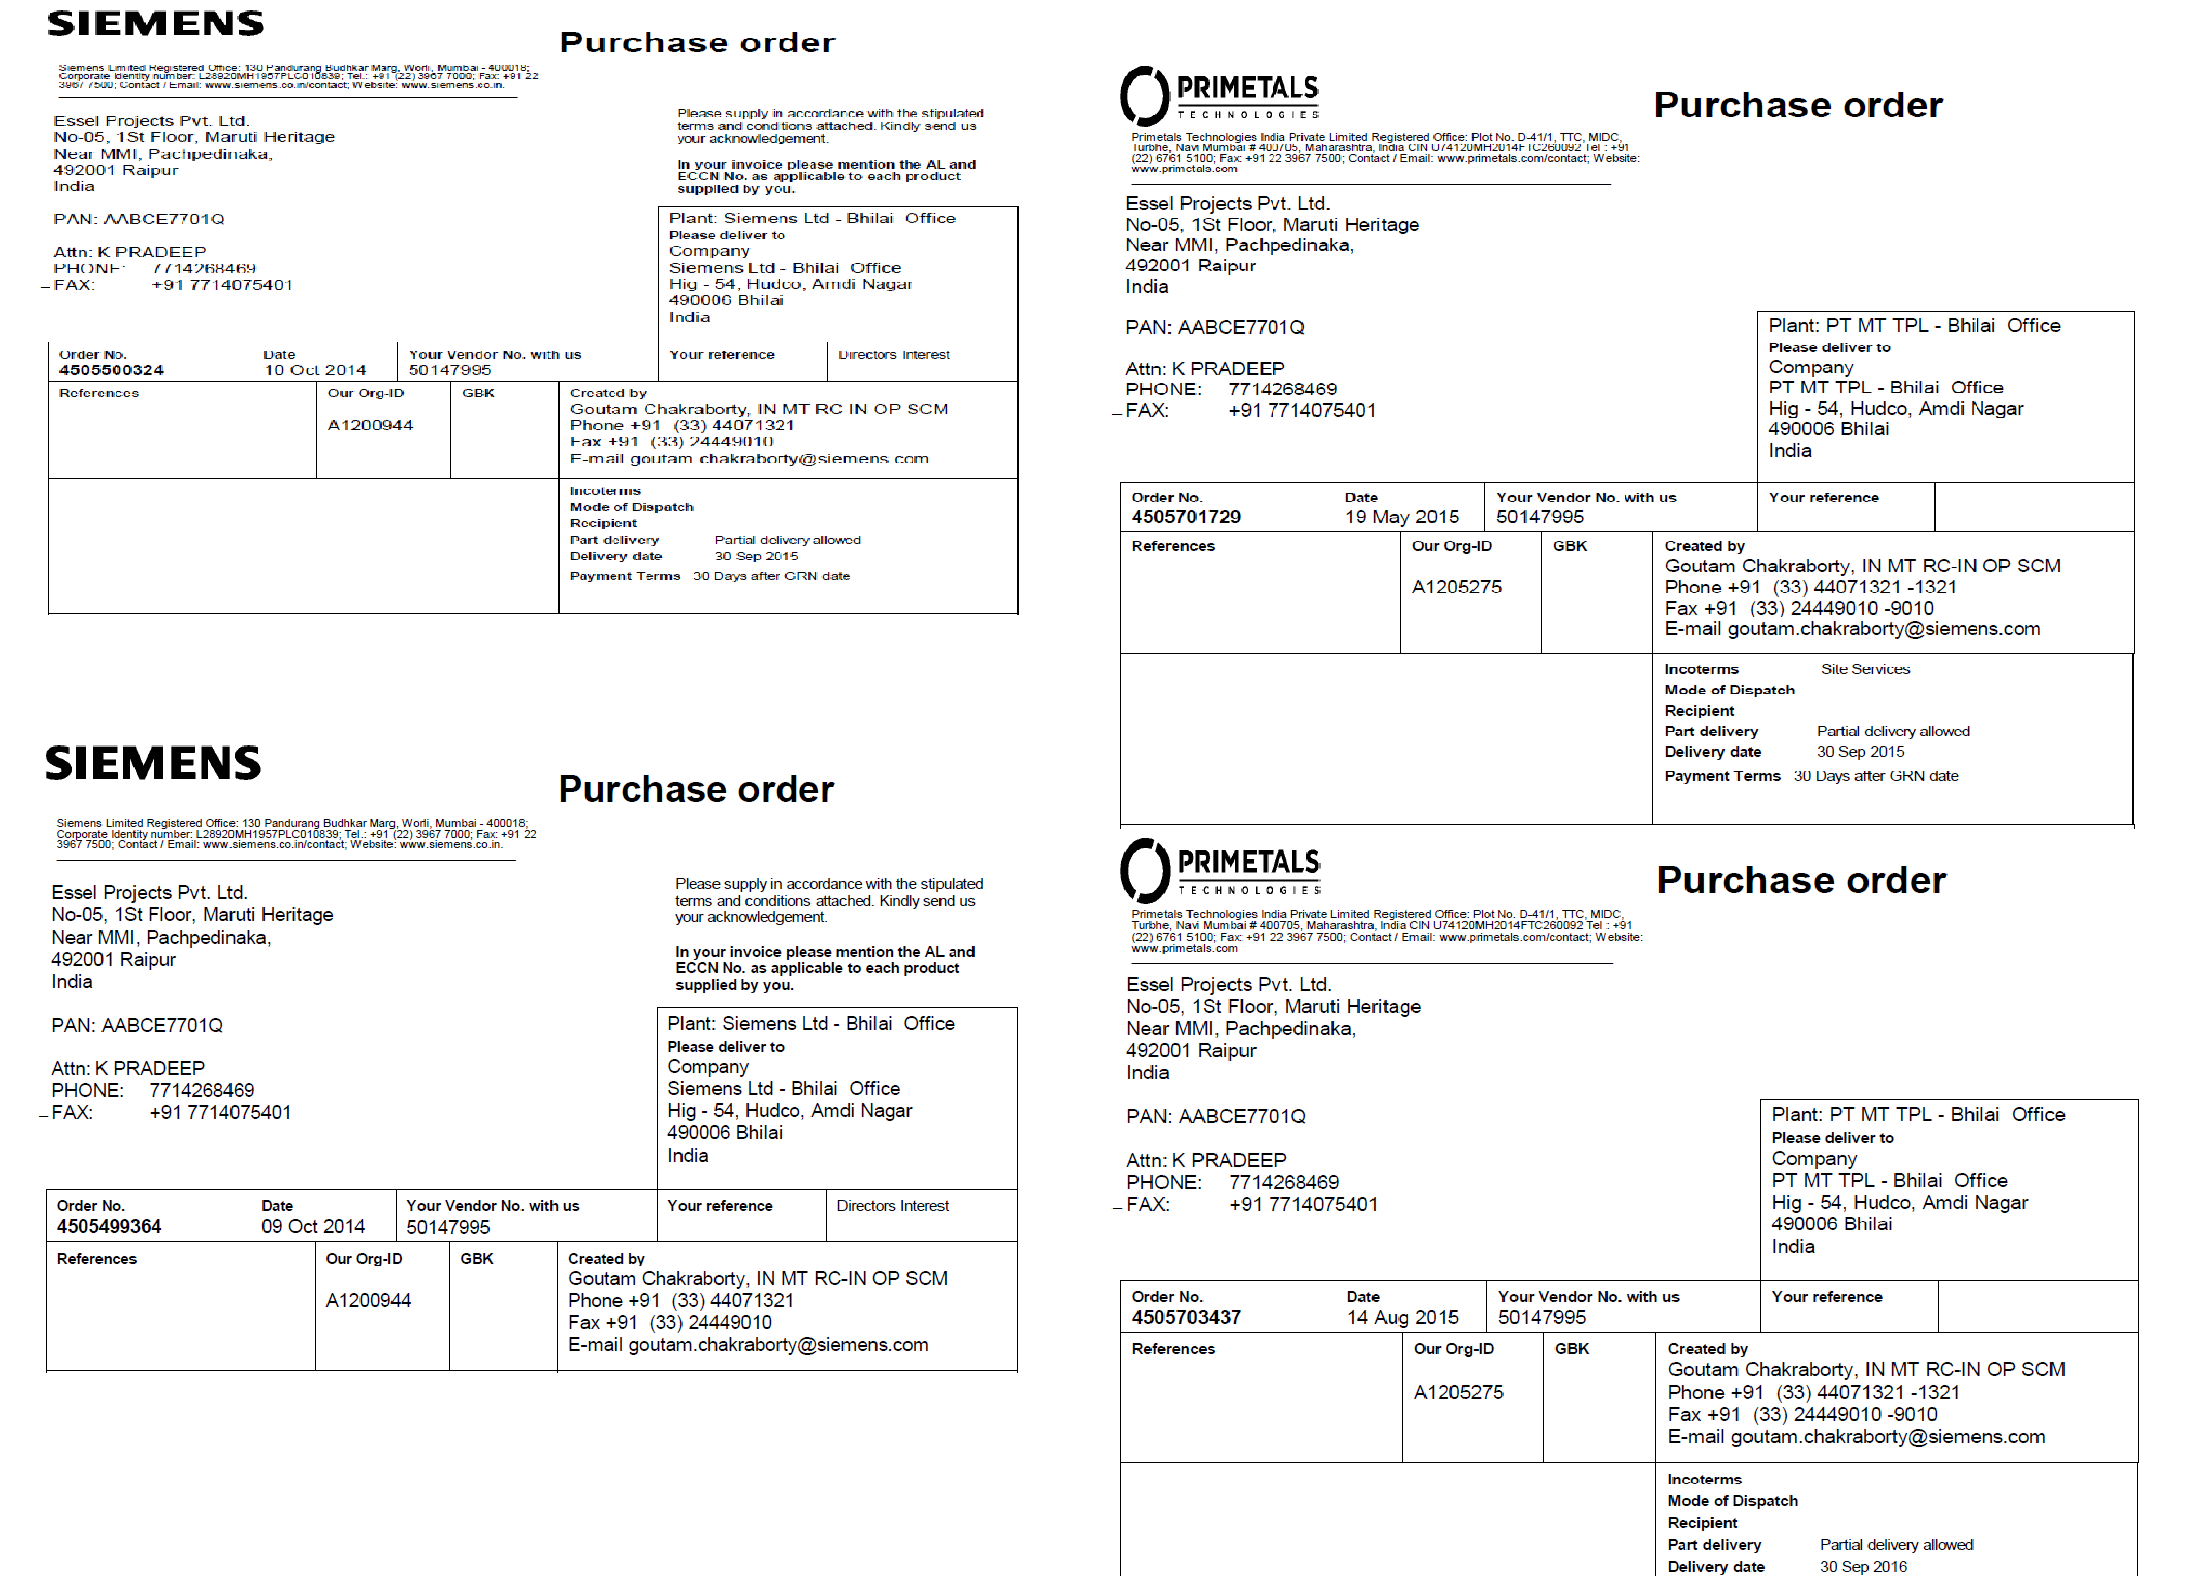 SIEMENS
Purchase order
Siemens Limited Registered Office: 130 Pandurang Budhkar Marg, Worli, Mumbai - 400018;
Corporate Identity number: L28920MH1957PLC010839; Tel.: +91 (22) 3967 7000; Fax: +91 22
3967 7500; Contact / Email: www.siemens.co.in/contact; Website: www.siemens.co.in.
Please supply in accordance with the stipulated
terms and conditions attached. Kindly send us
your acknowledgement.
In your invoice please mention the AL and
ECCN No. as applicable to each product
supplied by you.
Essel Projects Pvt. Ltd.
No-05, 1St Floor, Maruti Heritage
Near MMI, Pachpedinaka,
492001 Raipur
India
PAN: AABCE7701Q
Attn: K PRADEEP
PHONE: 7714268469
FAX: +91 7714075401
Plant: Siemens Ltd - Bhilai Office
Please deliver to
Company
Siemens Ltd - Bhilai Office
Hig - 54, Hudco, Amdi Nagar
490006 Bhilai
India
Order No. Date Your Vendor No. with us Your reference Directors Interest
4505500324 10 Oct 2014 50147995
References Our Org-ID GBK Created by
Goutam Chakraborty, IN MT RC IN OP SCM
A1200944 Phone +91 (33) 44071321
Fax +91 (33) 24449010
E-mail goutam chakraborty@siemens com
Incoterms
Mode of Dispatch
Recipient
Part delivery Partial delivery allowed
Delivery date 30 Sep 2015
Payment Terms 30 Days after GRN date
SIEMENS
Purchase order
Siemens Limited Registered Office: 130 Pandurang Budhkar Marg, Worli, Mumbai - 400018;
Corporate Identity number: L28920MH1957PLC010839; Tel.: +91 (22) 3967 7000; Fax: +91 22
3967 7500; Contact / Email: www.siemens.co.in/contact; Website: www.siemens.co.in.
Please supply in accordance with the stipulated
terms and conditions attached. Kindly send us
your acknowledgement.
In your invoice please mention the AL and
ECCN No. as applicable to each product
supplied by you.
Essel Projects Pvt. Ltd.
No-05, 1St Floor, Maruti Heritage
Near MMI, Pachpedinaka,
492001 Raipur
India
PAN: AABCE7701Q
Attn: K PRADEEP
PHONE: 7714268469
FAX: +91 7714075401
Plant: Siemens Ltd - Bhilai Office
Please deliver to
Company
Siemens Ltd - Bhilai Office
Hig - 54, Hudco, Amdi Nagar
490006 Bhilai
India
Order No. Date Your Vendor No. with us Your reference Directors Interest
4505499364 09 Oct 2014 50147995
References Our Org-ID GBK Created by
Goutam Chakraborty, IN MT RC-IN OP SCM
A1200944 Phone +91 (33) 44071321
Fax +91 (33) 24449010
E-mail goutam.chakraborty@siemens.com
PRIMETALS
TECHNOLOGIES
Purchase order
Primetals Technologies India Private Limited Registered Office: Plot No. D-41/1, TTC, MIDC,
Turbhe, Navi Mumbai # 400705, Maharashtra, India CIN U74120MH2014FTC260092 Tel : +91
(22) 6761 5100; Fax: +91 22 3967 7500; Contact / Email: www.primetals.com/contact; Website:
www.primetals.com
Essel Projects Pvt. Ltd.
No-05, 1St Floor, Maruti Heritage
Near MMI, Pachpedinaka,
492001 Raipur
India
PAN: AABCE7701Q
Attn: K PRADEEP
PHONE: 7714268469
FAX: +91 7714075401
Plant: PT MT TPL - Bhilai Office
Please deliver to
Company
PT MT TPL - Bhilai Office
Hig - 54, Hudco, Amdi Nagar
490006 Bhilai
India
Order No. Date Your Vendor No. with us Your reference
4505701729 19 May 2015 50147995
References Our Org-ID GBK Created by
Goutam Chakraborty, IN MT RC-IN OP SCM
A1205275 Phone +91 (33) 44071321 -1321
Fax +91 (33) 24449010 -9010
E-mail goutam.chakraborty@siemens.com
Incoterms Site Services
Mode of Dispatch
Recipient
Part delivery Partial delivery allowed
Delivery date 30 Sep 2015
Payment Terms 30 Days after GRN date
PRIMETALS
TECHNOLOGIES
Purchase order
Primetals Technologies India Private Limited Registered Office: Plot No. D-41/1, TTC, MIDC,
Turbhe, Navi Mumbai # 400705, Maharashtra, India CIN U74120MH2014FTC260092 Tel : +91
(22) 6761 5100; Fax: +91 22 3967 7500; Contact / Email: www.primetals.com/contact; Website:
www.primetals.com
Essel Projects Pvt. Ltd.
No-05, 1St Floor, Maruti Heritage
Near MMI, Pachpedinaka,
492001 Raipur
India
PAN: AABCE7701Q
Attn: K PRADEEP
PHONE: 7714268469
FAX: +91 7714075401
Plant: PT MT TPL - Bhilai Office
Please deliver to
Company
PT MT TPL - Bhilai Office
Hig - 54, Hudco, Amdi Nagar
490006 Bhilai
India
Order No. Date Your Vendor No. with us Your reference
4505703437 14 Aug 2015 50147995
References Our Org-ID GBK Created by
Goutam Chakraborty, IN MT RC-IN OP SCM
A1205275 Phone +91 (33) 44071321 -1321
Fax +91 (33) 24449010 -9010
E-mail goutam.chakraborty@siemens.com
Incoterms
Mode of Dispatch
Recipient
Part delivery Partial delivery allowed
Delivery date 30 Sep 2016